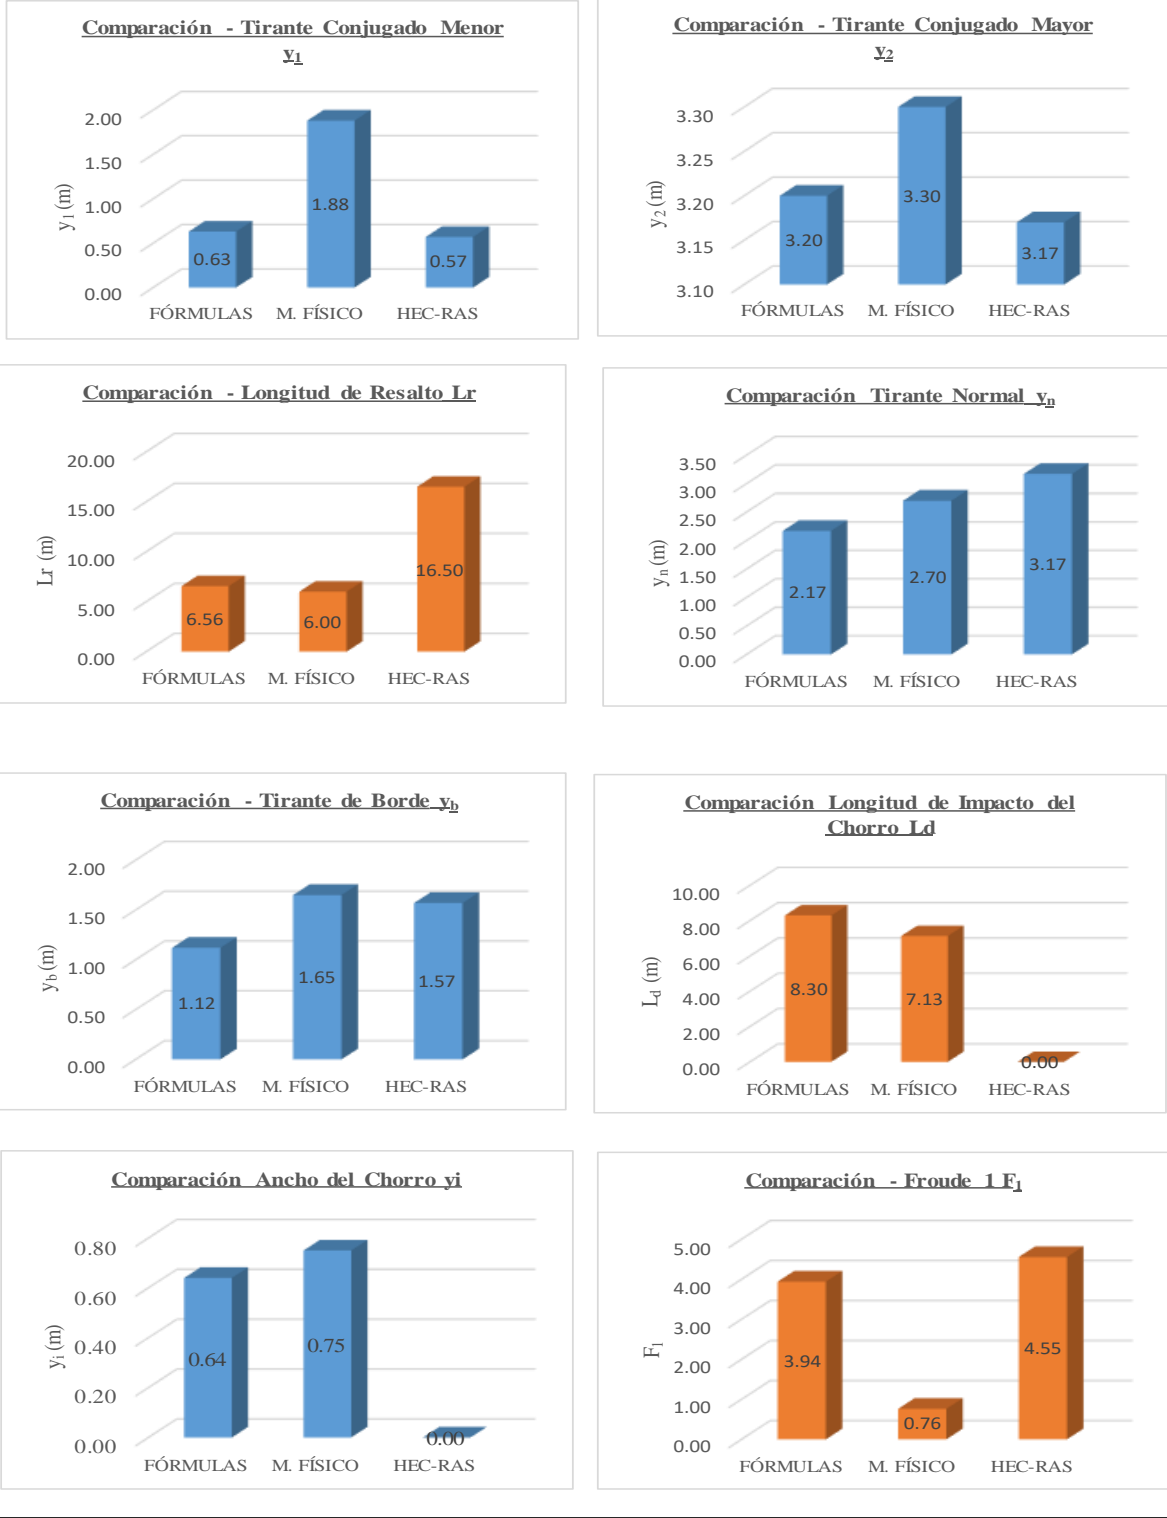 Comparación - Tirante Conjugado Menor
y1
2.00
1.50
1.00
0.50
0.00
y1 (m)
0.63
1.88
0.57
FÓRMULAS M. FÍSICO HEC-RAS
Comparación - Tirante Conjugado Mayor
y2
3.30
3.25
3.20
3.15
3.10
y2 (m)
3.20
3.30
3.17
FÓRMULAS M. FÍSICO HEC-RAS
Comparación - Longitud de Resalto Lr
20.00
15.00
10.00
5.00
0.00
Lr (m)
6.56
6.00
16.50
FÓRMULAS M. FÍSICO HEC-RAS
Comparación Tirante Normal yn
3.50
3.00
2.50
2.00
1.50
1.00
0.50
0.00
yn (m)
2.17
2.70
3.17
FÓRMULAS M. FÍSICO HEC-RAS
Comparación - Tirante de Borde yb
2.00
1.50
1.00
0.50
0.00
yb (m)
1.12
1.65
1.57
FÓRMULAS M. FÍSICO HEC-RAS
Comparación Longitud de Impacto del
Chorro Ld
10.00
8.00
6.00
4.00
2.00
0.00
Ld (m)
8.30
7.13
0.00
FÓRMULAS M. FÍSICO HEC-RAS
Comparación Ancho del Chorro yi
0.80
0.60
0.40
0.20
0.00
yi (m)
0.64
0.75
0.00
FÓRMULAS M. FÍSICO HEC-RAS
Comparación - Froude 1 F1
5.00
4.00
3.00
2.00
1.00
0.00
F1
3.94
0.76
4.55
FÓRMULAS M. FÍSICO HEC-RAS